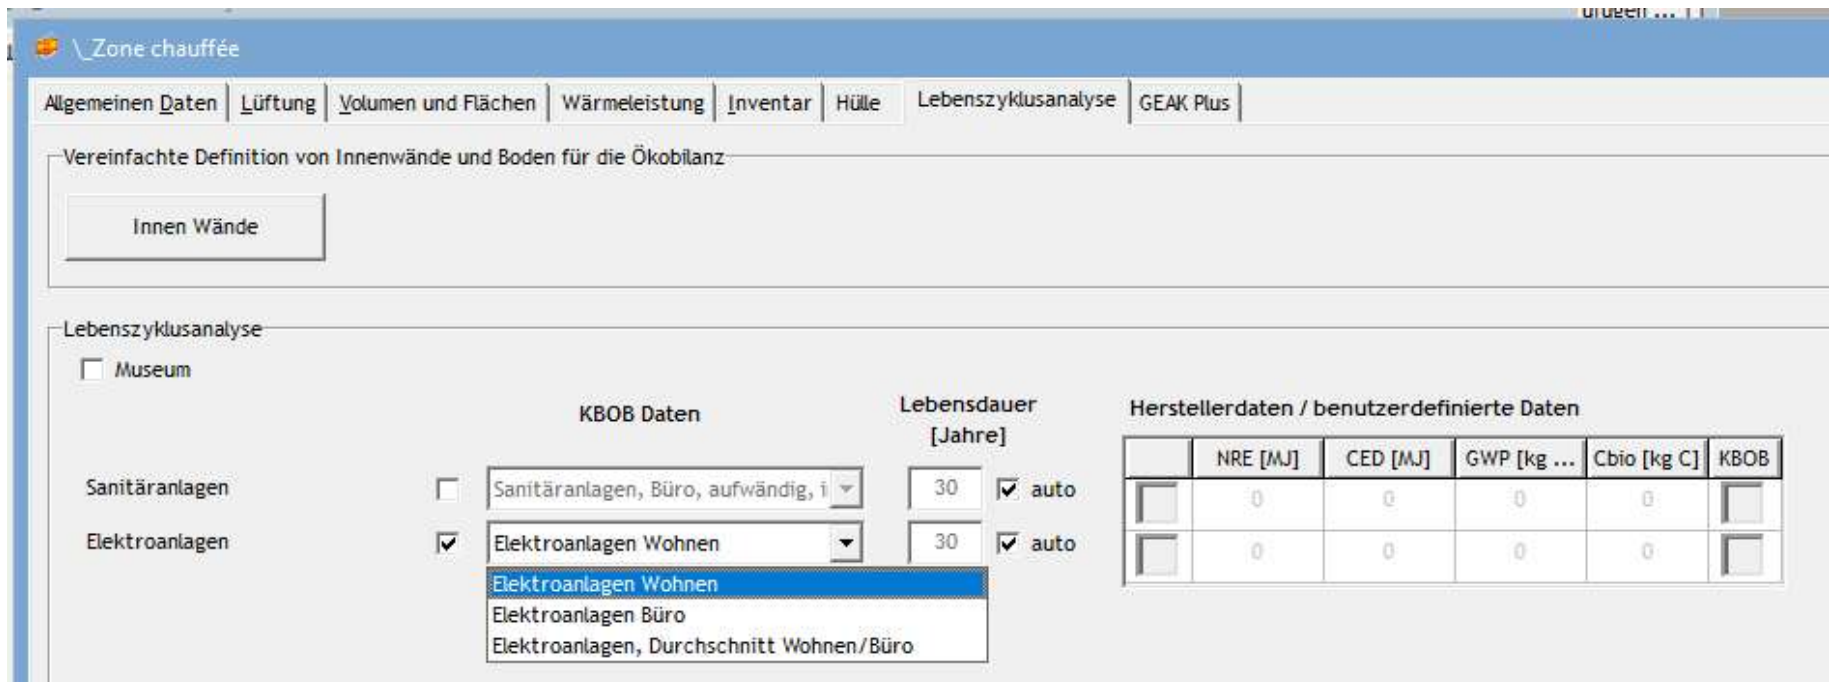 \_Zone chauffée
Allgemeinen Daten Lüftung Volumen und Flächen Wärmeleistung Inventar Hülle Lebenszyklusanalyse GEAK Plus
Vereinfachte Definition von Innenwände und Boden für die Ökobilanz
Innen Wände
Lebenszyklusanalyse
Museum
KBOB Daten
Lebensdauer
[Jahre]
Herstellerdaten / benutzerdefinierte Daten
NRE [MJ] CED [MJ] GWP [kg ... Cbio [kg C] KBOB
Sanitäranlagen Sanitäranlagen, Büro, aufwändig, i 30 auto 0 0 0 0
Elektroanlagen Elektroanlagen Wohnen 30 auto 0 0 0 0
Elektroanlagen Wohnen
Elektroanlagen Büro
Elektroanlagen, Durchschnitt Wohnen/Büro